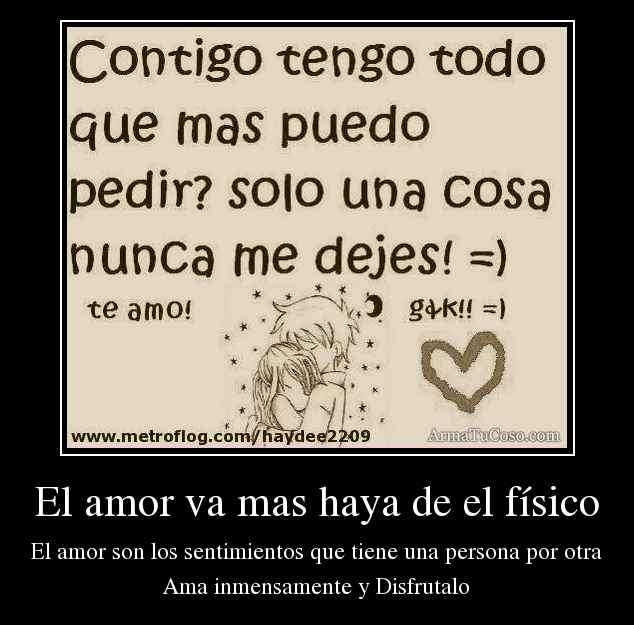 Contigo tengo todo
que mas puedo
pedir? solo una cosa
nunca me dejes! =)
te amo!
g&k!! =)
www.metroflog.com/haydee2209
ArmaTuCoso.com
El amor va mas haya de el físico
El amor son los sentimientos que tiene una persona por otra
Ama inmensamente y Disfrutalo